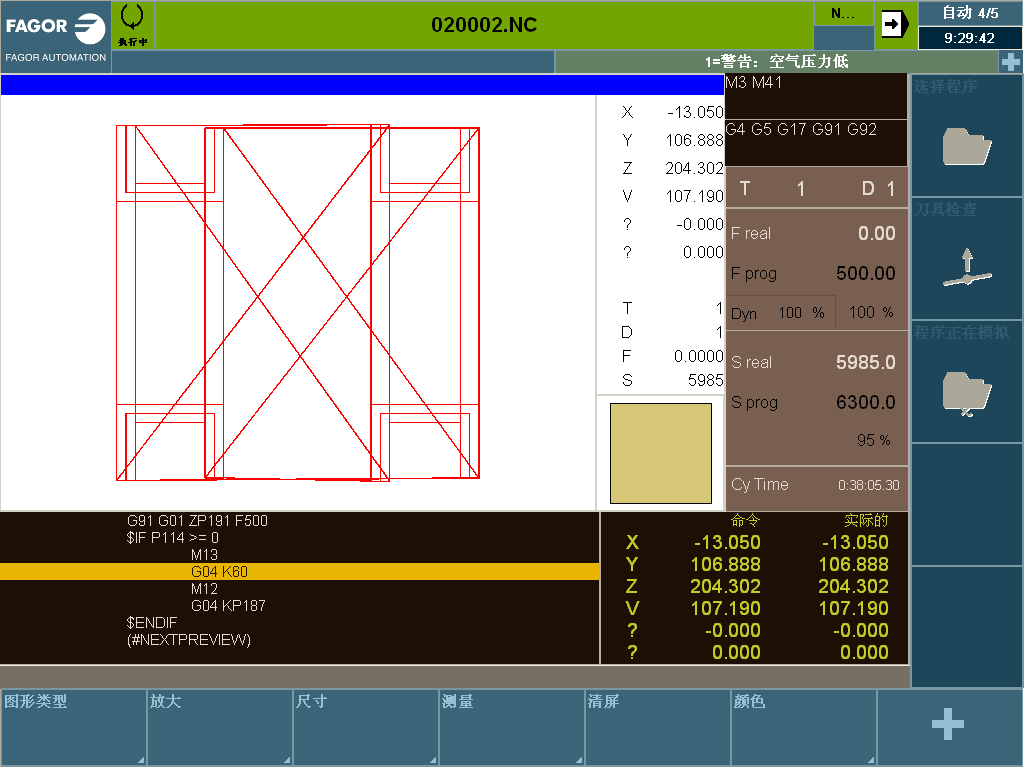 FAGOR
FAGOR AUTOMATION
执行中
020002.NC
N...
自动 4/5
9:29:42
1=警告: 空气压力低
X -13.050
Y 106.888
Z 204.302
V 107.190
? -0.000
? 0.000
T 1
D 1
F 0.0000
S 5985
M3 M41
G4 G5 G17 G91 G92
T 1 D 1
F real 0.00
F prog 500.00
Dyn 100 % 100 %
S real 5985.0
S prog 6300.0
95 %
Cy Time 0:38:05.30
选择程序
刀具检查
程序正在模拟
G91 G01 ZP191 F500
$IF P114 >= 0
M13
G04 K60
M12
G04 KP187
$ENDIF
(#NEXTPREVIEW)
命令 实际的
X -13.050 -13.050
Y 106.888 106.888
Z 204.302 204.302
V 107.190 107.190
? -0.000 -0.000
? 0.000 0.000
图形类型 放大 尺寸 测量 清屏 颜色